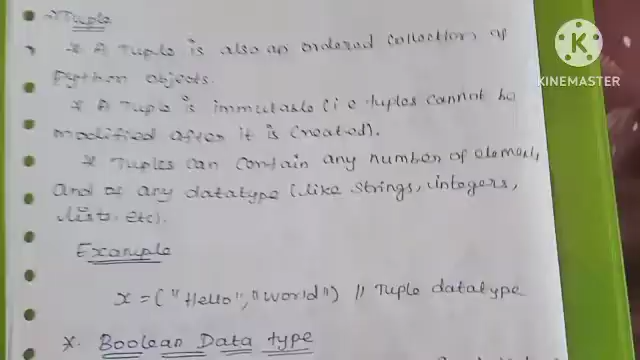 Tuple
* A Tuple is also an ordered collection of
Python objects.
* A Tuple is immutable (i.e tuples cannot be
modified after it is created).
* Tuples can contain any number of elements
and of any datatype (like strings, integers,
lists. etc).
Example
x = ("Hello", "world") // Tuple datatype
*. Boolean Data type
K
KINEMASTER